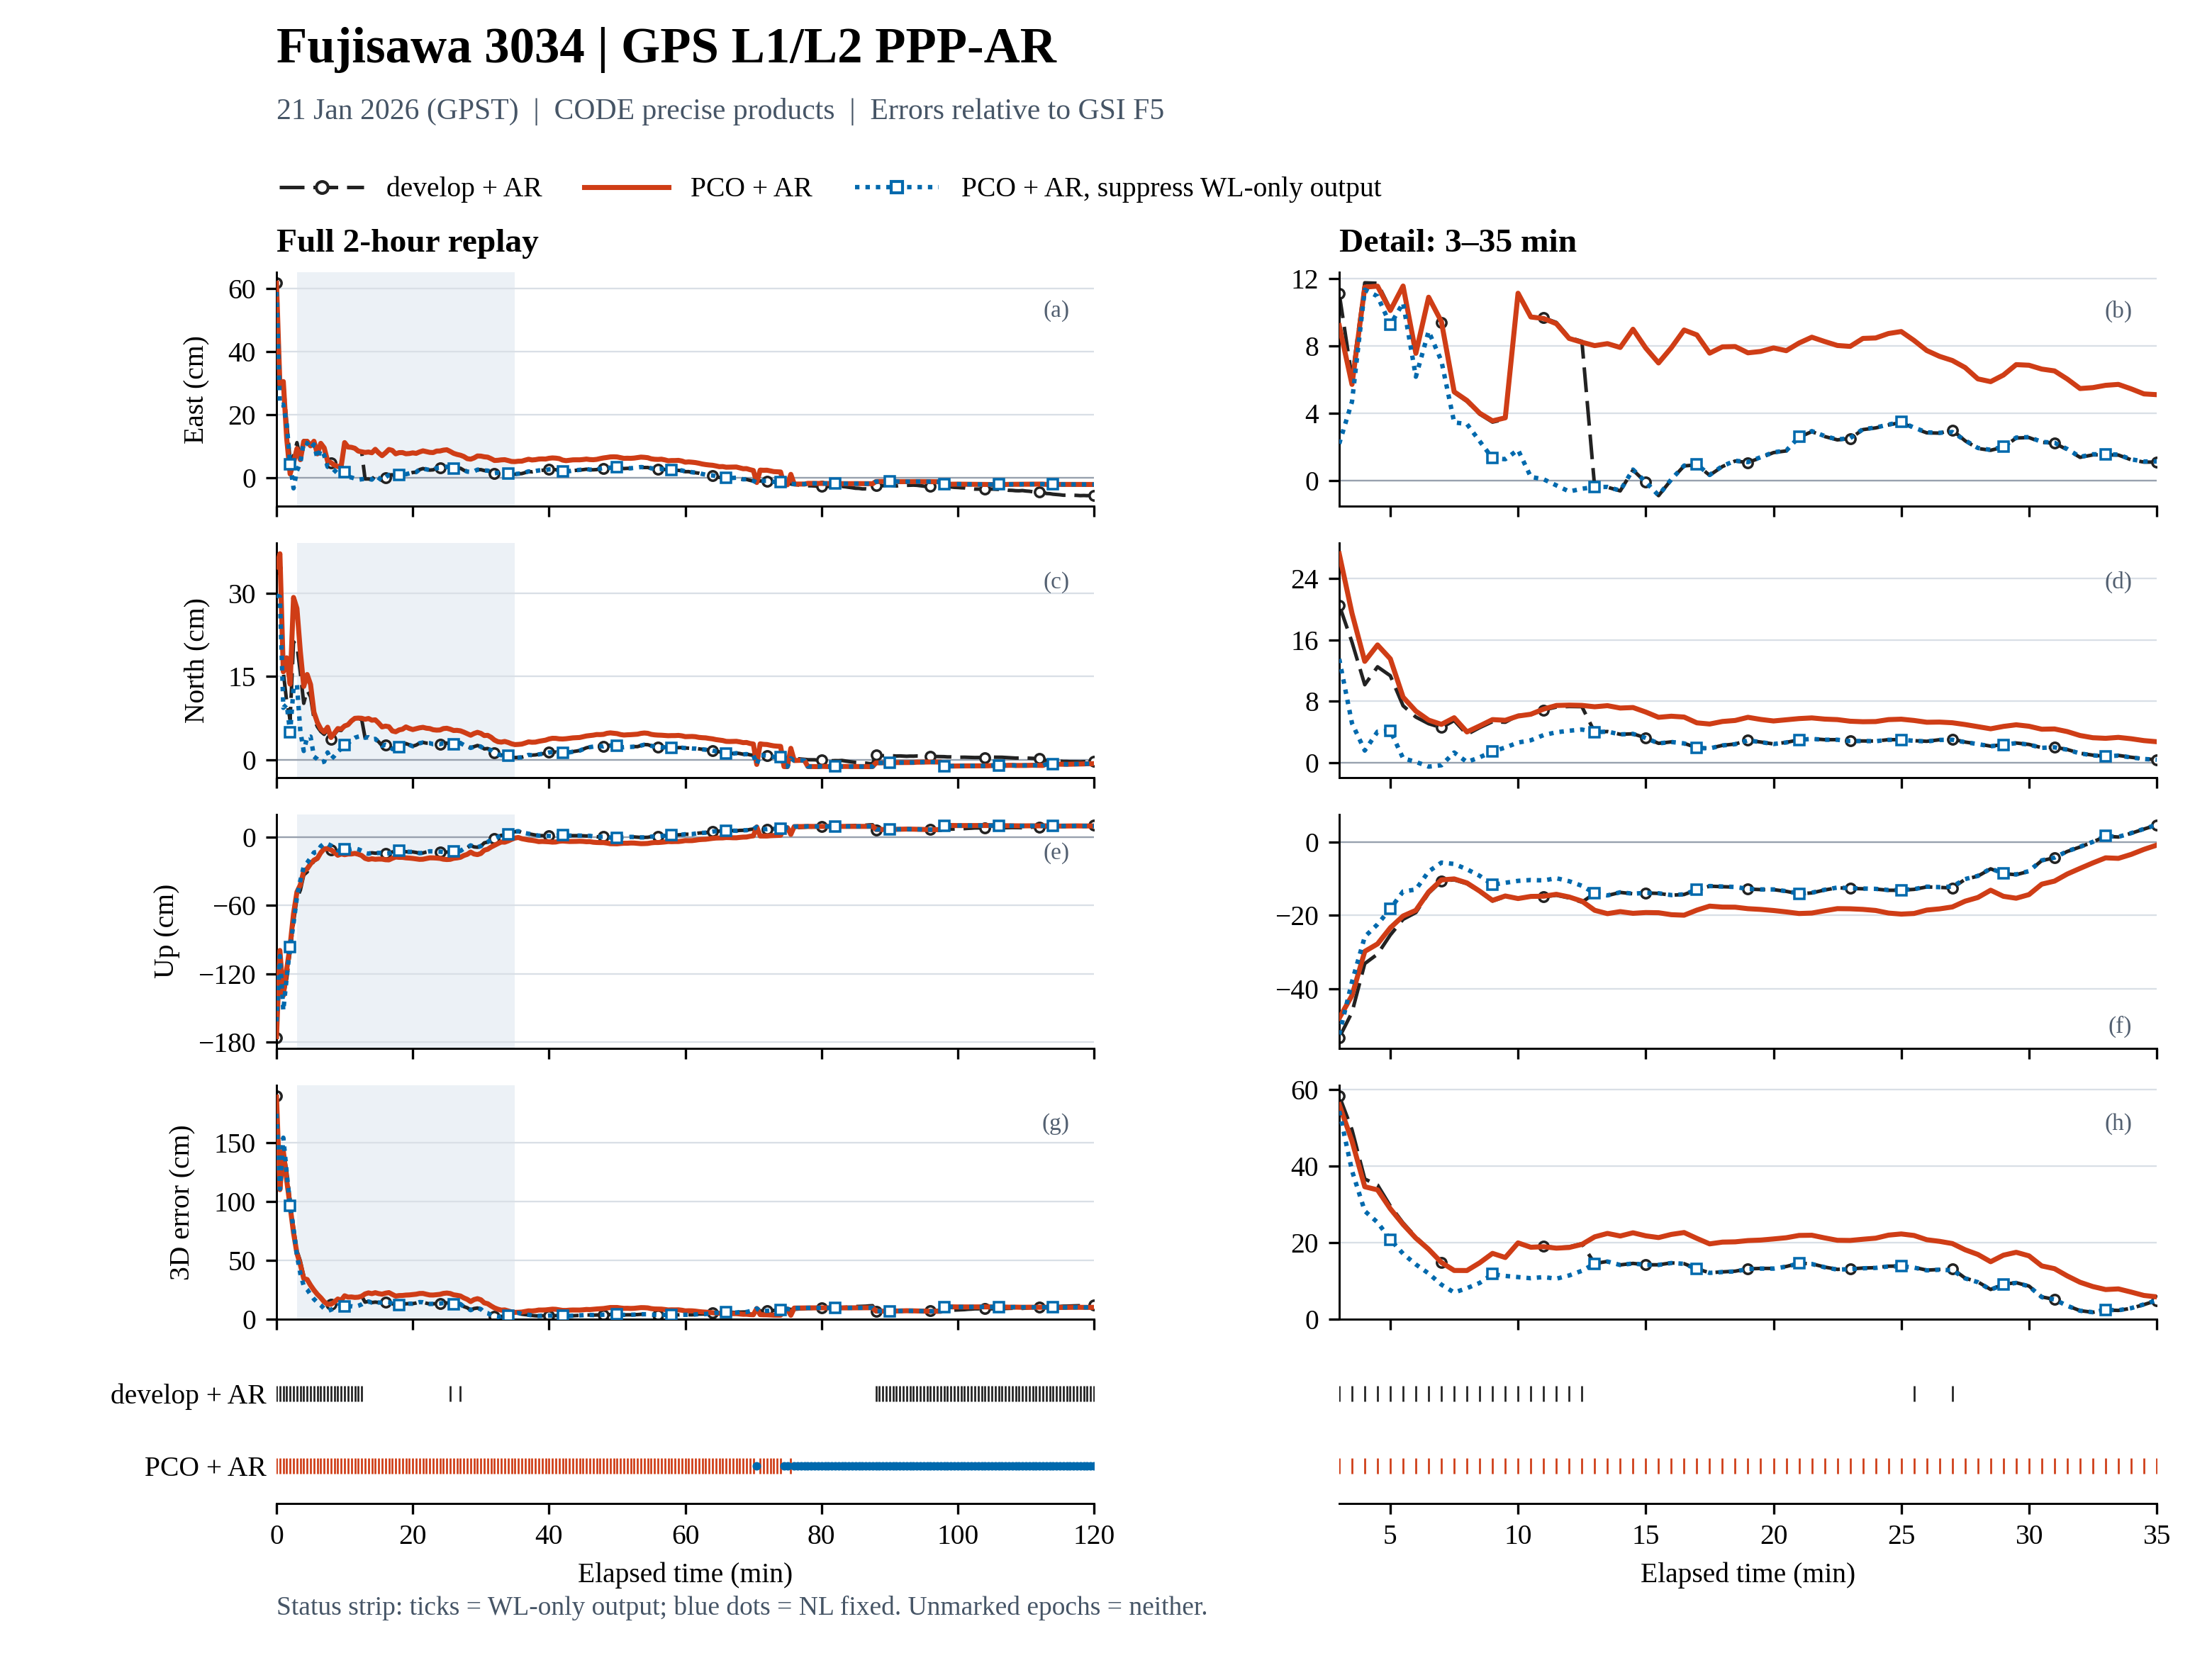 Fujisawa 3034 | GPS L1/L2 PPP-AR
21 Jan 2026 (GPST) | CODE precise products | Errors relative to GSI F5
develop + AR PCO + AR PCO + AR, suppress WL-only output
Full 2-hour replay
60
40
20
0
East (cm)
(a)
Detail: 3–35 min
12
8
4
0
(b)
30
15
0
North (cm)
(c)
24
16
8
0
(d)
0
−60
−120
−180
Up (cm)
(e)
0
−20
−40
(f)
150
100
50
0
3D error (cm)
(g)
60
40
20
0
(h)
develop + AR
PCO + AR
0 20 40 60 80 100 120
Elapsed time (min)
5 10 15 20 25 30 35
Elapsed time (min)
Status strip: ticks = WL-only output; blue dots = NL fixed. Unmarked epochs = neither.